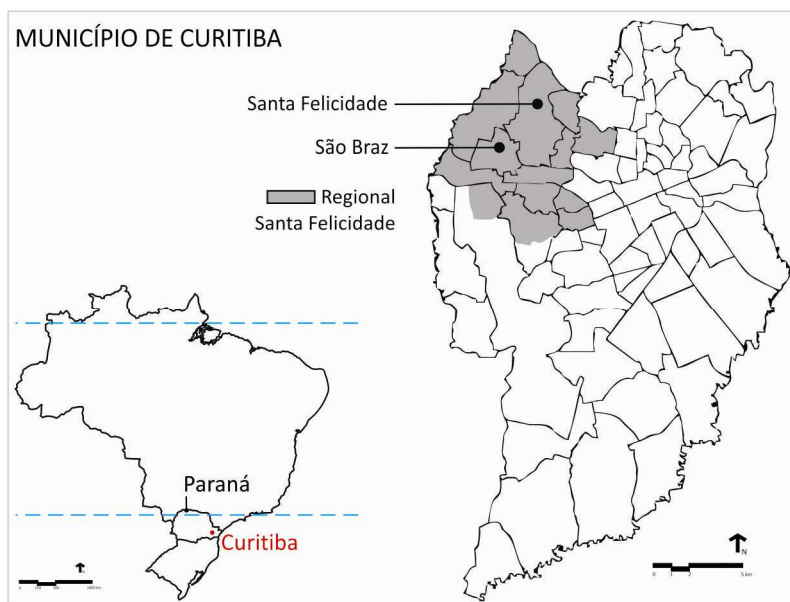 MUNICÍPIO DE CURITIBA
Santa Felicidade
São Braz
Regional
Santa Felicidade
Paraná
Curitiba
N
0 1 2 5 km